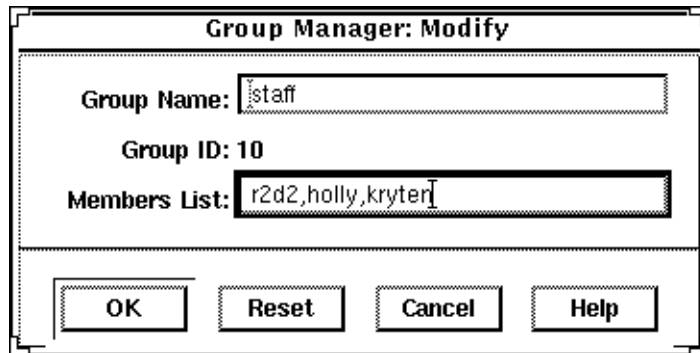 Group Manager: Modify
Group Name: staff
Group ID: 10
Members List: r2d2,holly,kryten
OK Reset Cancel Help